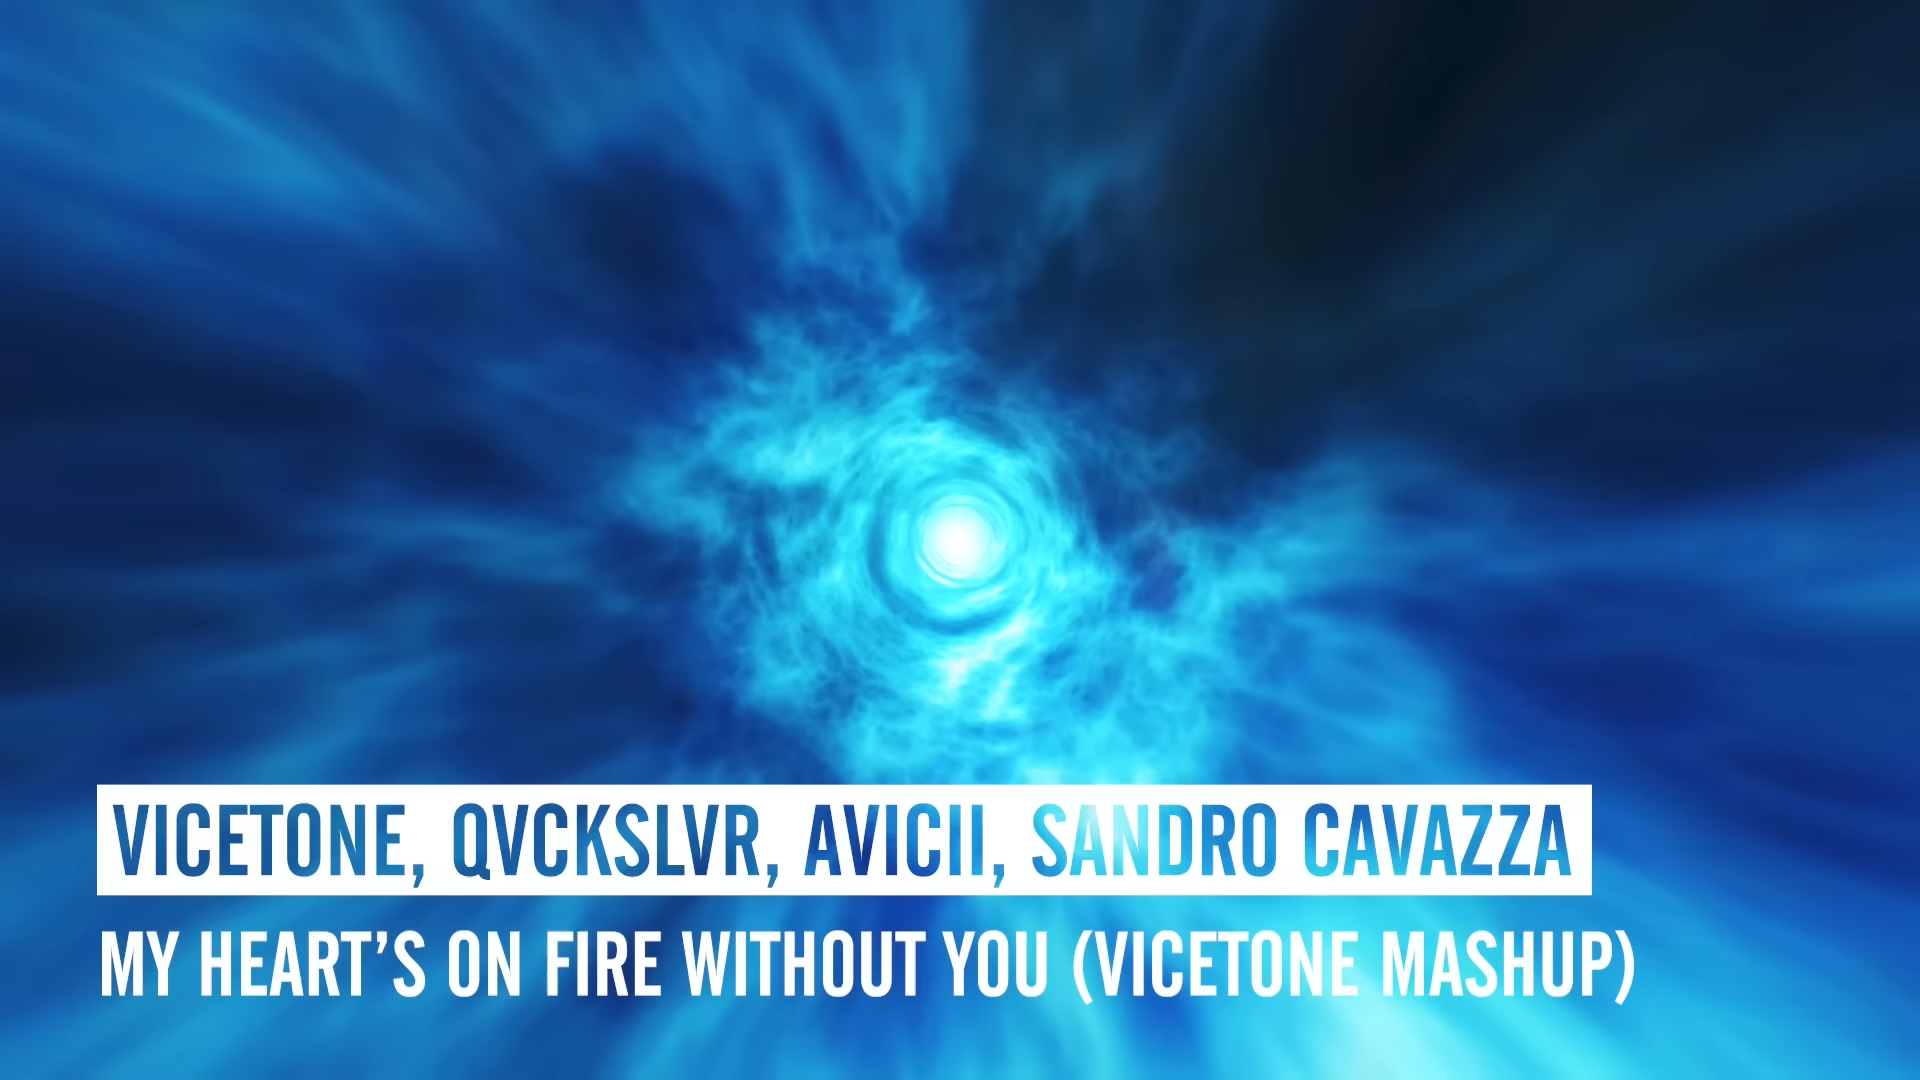 VICETONE, QVCKSLVR, AVICII, SANDRO CAVAZZA
MY HEART’S ON FIRE WITHOUT YOU (VICETONE MASHUP)